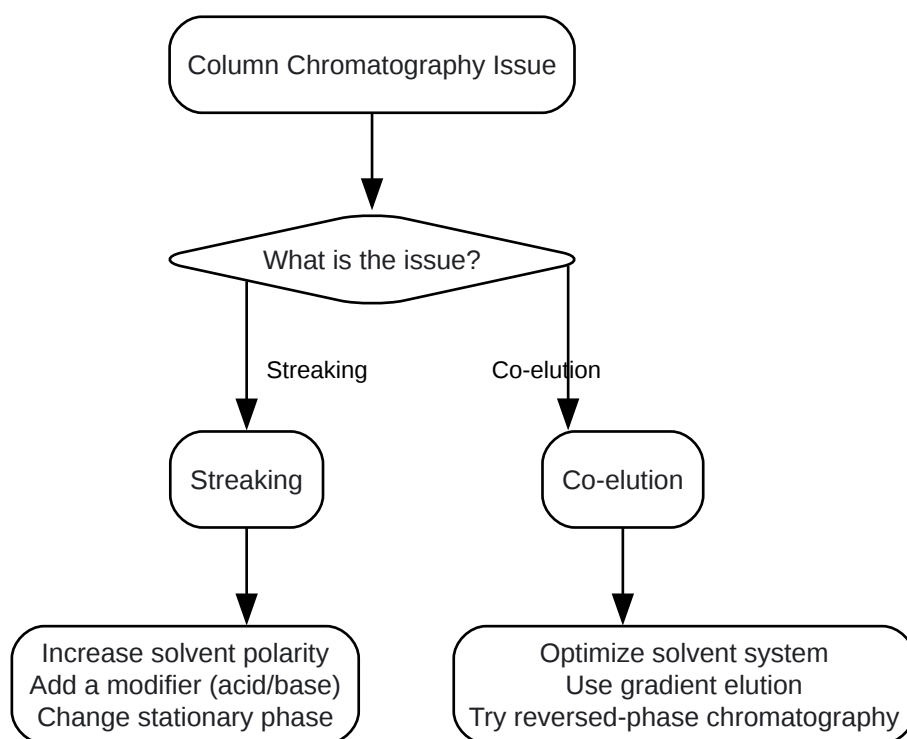 Column Chromatography Issue
What is the issue?
Streaking
Co-elution
Streaking
Co-elution
Increase solvent polarity
Add a modifier (acid/base)
Change stationary phase
Optimize solvent system
Use gradient elution
Try reversed-phase chromatography